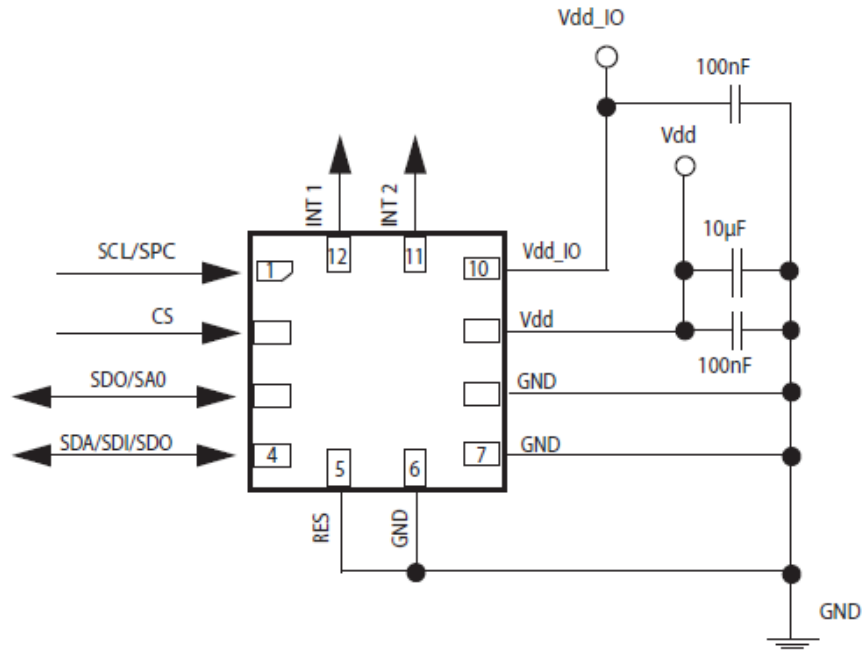 Vdd_IO
100nF
Vdd
INT 1
INT 2
10µF
SCL/SPC
1
12
11
10
Vdd_IO
CS
Vdd
100nF
SDO/SA0
GND
SDA/SDI/SDO
4
5
6
7
GND
RES
GND
GND